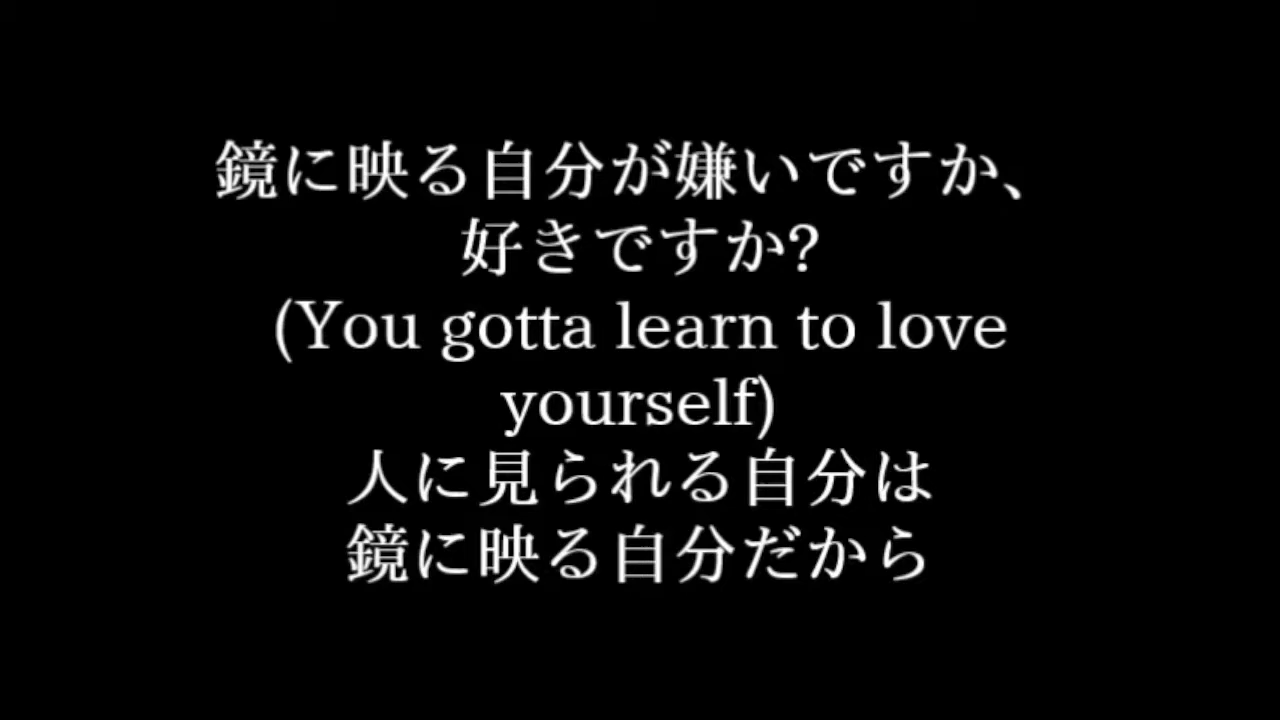 鏡に映る自分が嫌いですか、
好きですか?
(You gotta learn to love
yourself)
人に見られる自分は
鏡に映る自分だから